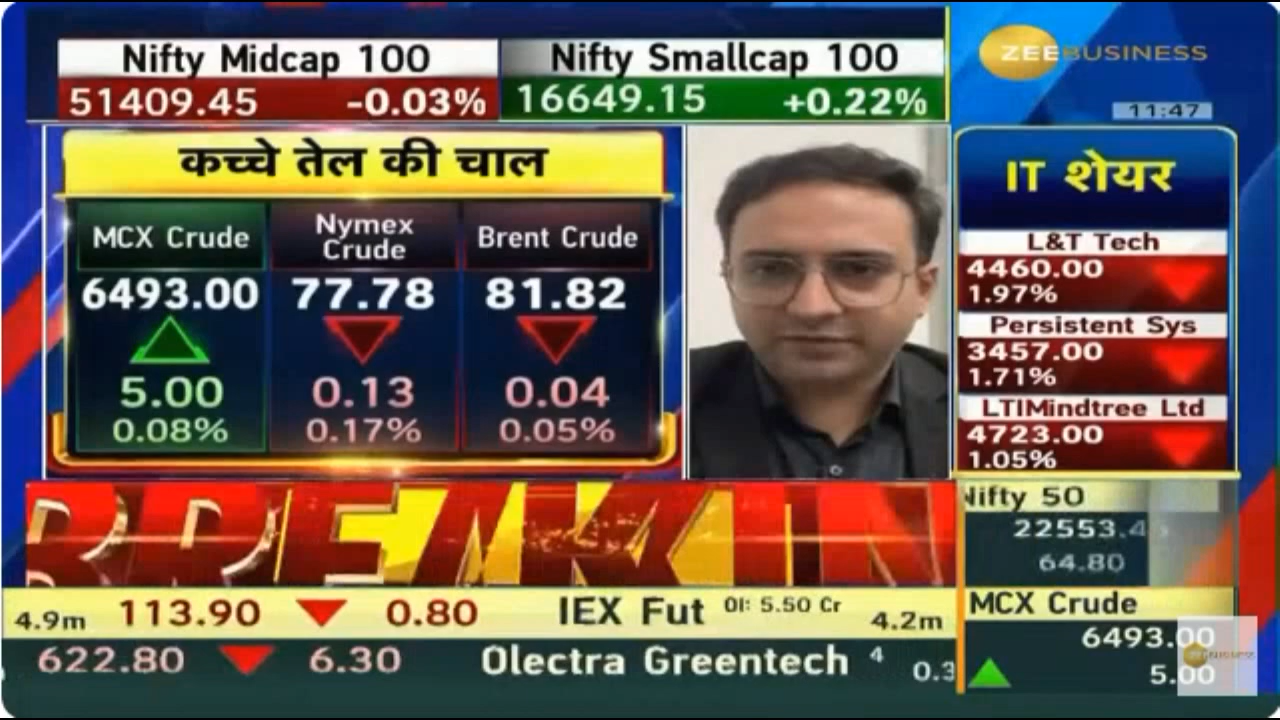 Nifty Midcap 100
51409.45 -0.03%
Nifty Smallcap 100
16649.15 +0.22%
ZEEBUSINESS
11:47
कच्चे तेल की चाल
MCX Crude
6493.00
5.00
0.08%
Nymex
Crude
77.78
0.13
0.17%
Brent Crude
81.82
0.04
0.05%
IT शेयर
L&T Tech
4460.00
1.97%
Persistent Sys
3457.00
1.71%
LTIMindtree Ltd
4723.00
1.05%
Nifty 50
22553.4
64.80
MCX Crude
6493.00
5.00
BREAKIN
4.9m 113.90 0.80 IEX Fut OI: 5.50 Cr 4.2m
622.80 6.30 Olectra Greentech 4 0.3